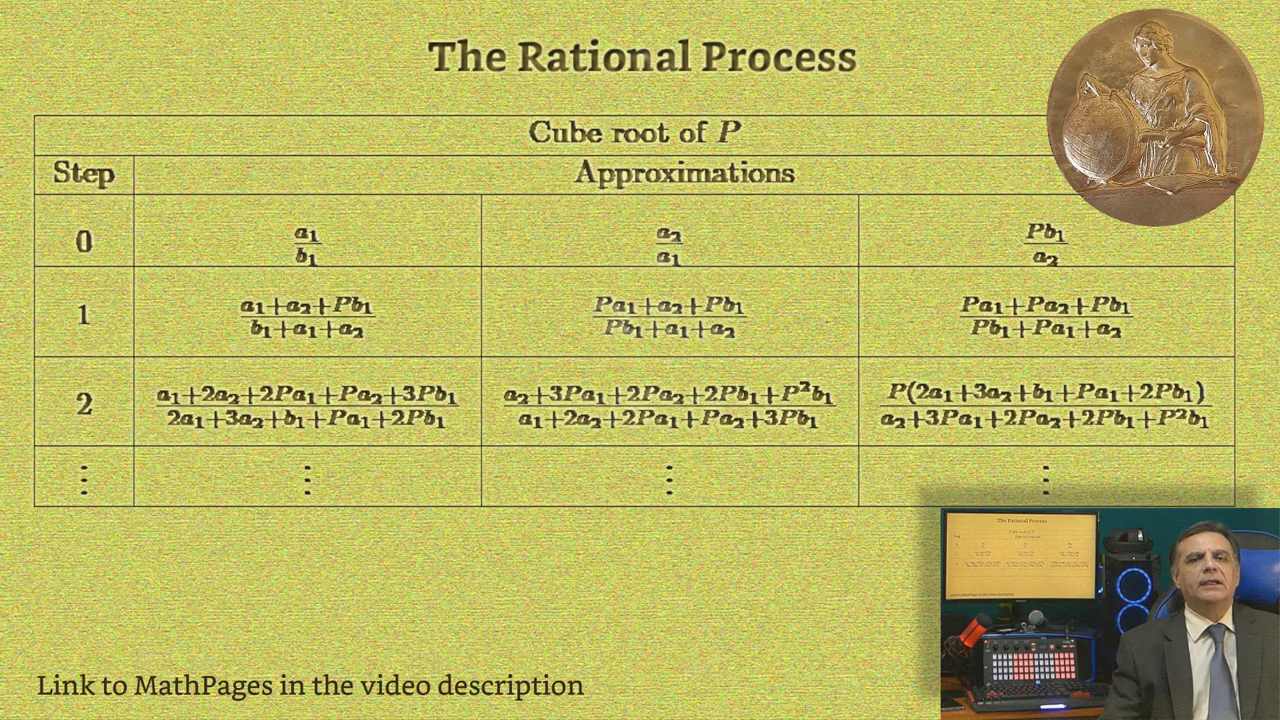 The Rational Process
Cube root of P
Step Approximations
0 a₁/b₁ a₂/a₁ Pb₁/a₂
1 a₁+a₂+Pb₁/b₁+a₁+a₂ Pa₁+a₂+Pb₁/Pb₁+a₁+a₂ Pa₁+Pa₂+Pb₁/Pb₁+Pa₁+a₂
2 a₁+2a₂+2Pa₁+Pa₂+3Pb₁/2a₁+3a₂+b₁+Pa₁+2Pb₁ a₂+3Pa₁+2Pa₂+2Pb₁+P²b₁/a₁+2a₂+2Pa₁+Pa₂+3Pb₁ P(2a₁+3a₂+b₁+Pa₁+2Pb₁)/a₂+3Pa₁+2Pa₂+2Pb₁+P²b₁
⋮ ⋮ ⋮ ⋮
The Rational Process
Link to MathPages in the video description